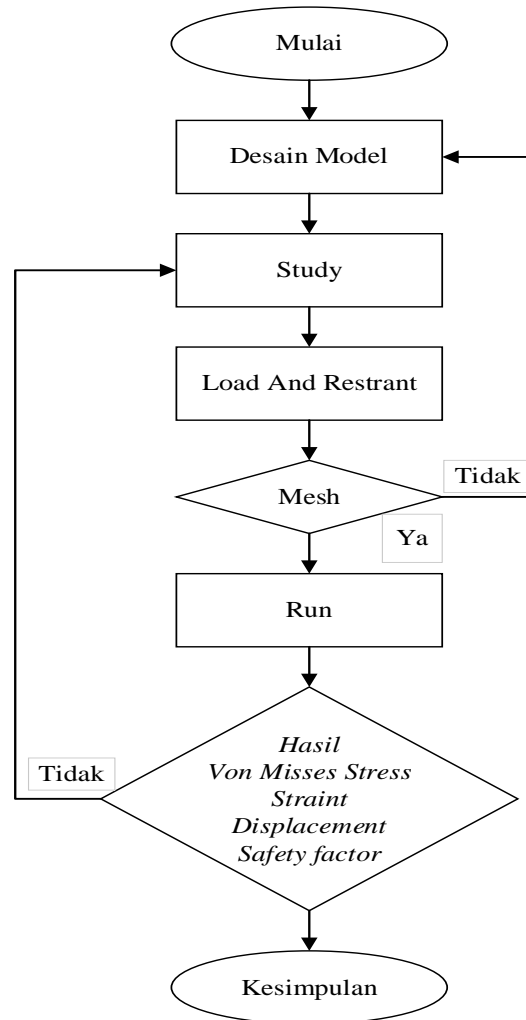 Mulai
Desain Model
Study
Load And Restrant
Mesh
Tidak
Ya
Run
Hasil
Von Misses Stress
Straint
Displacement
Safety factor
Tidak
Kesimpulan